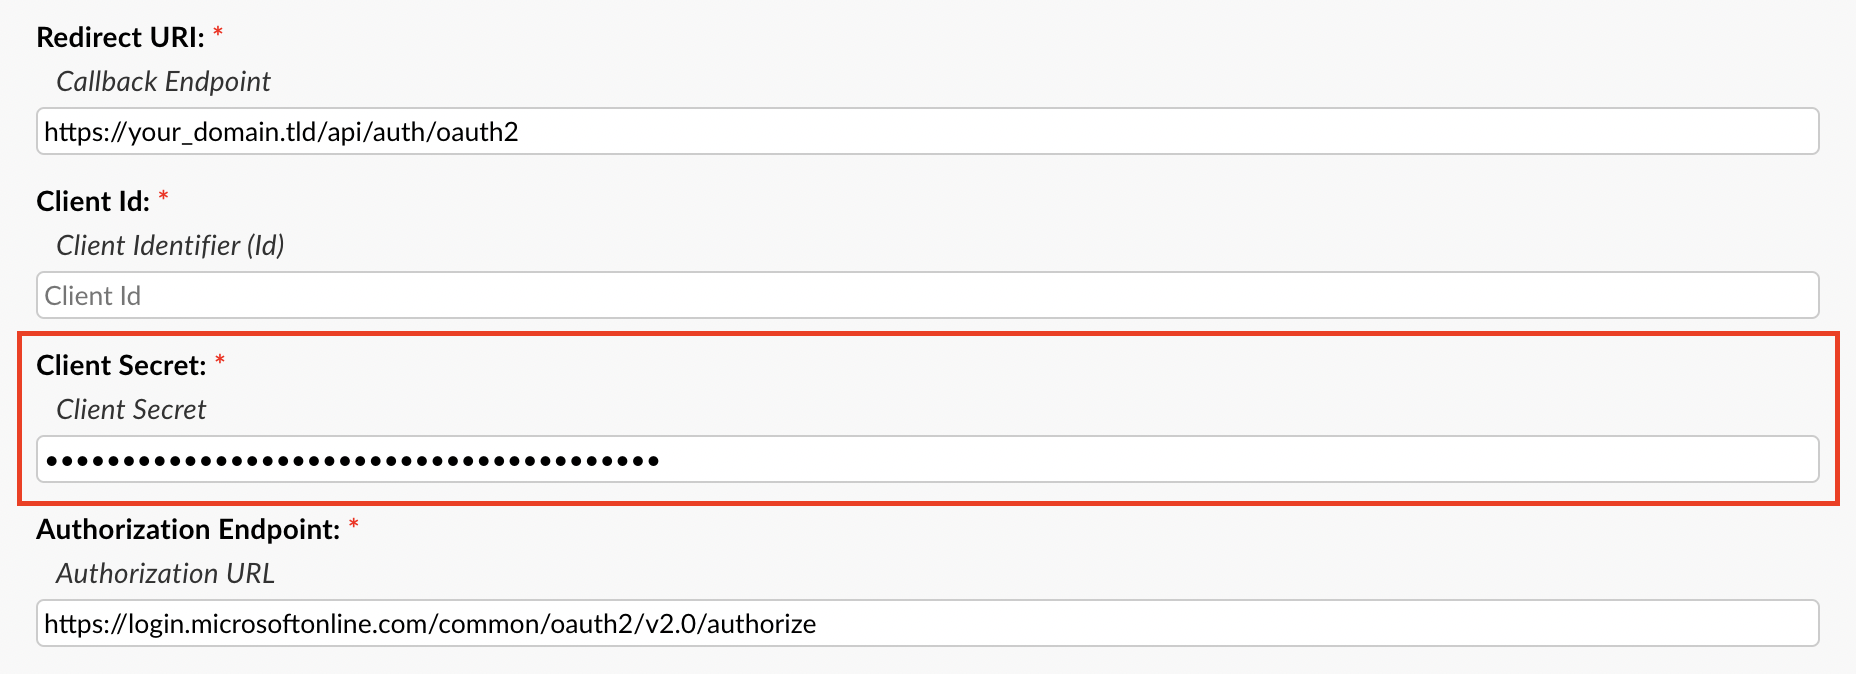 Redirect URI: *
Callback Endpoint
https://your_domain.tld/api/auth/oauth2
Client Id: *
Client Identifier (Id)
Client Id
Client Secret: *
Client Secret
••••••••••••••••••••••••••••••••••••••••
Authorization Endpoint: *
Authorization URL
https://login.microsoftonline.com/common/oauth2/v2.0/authorize